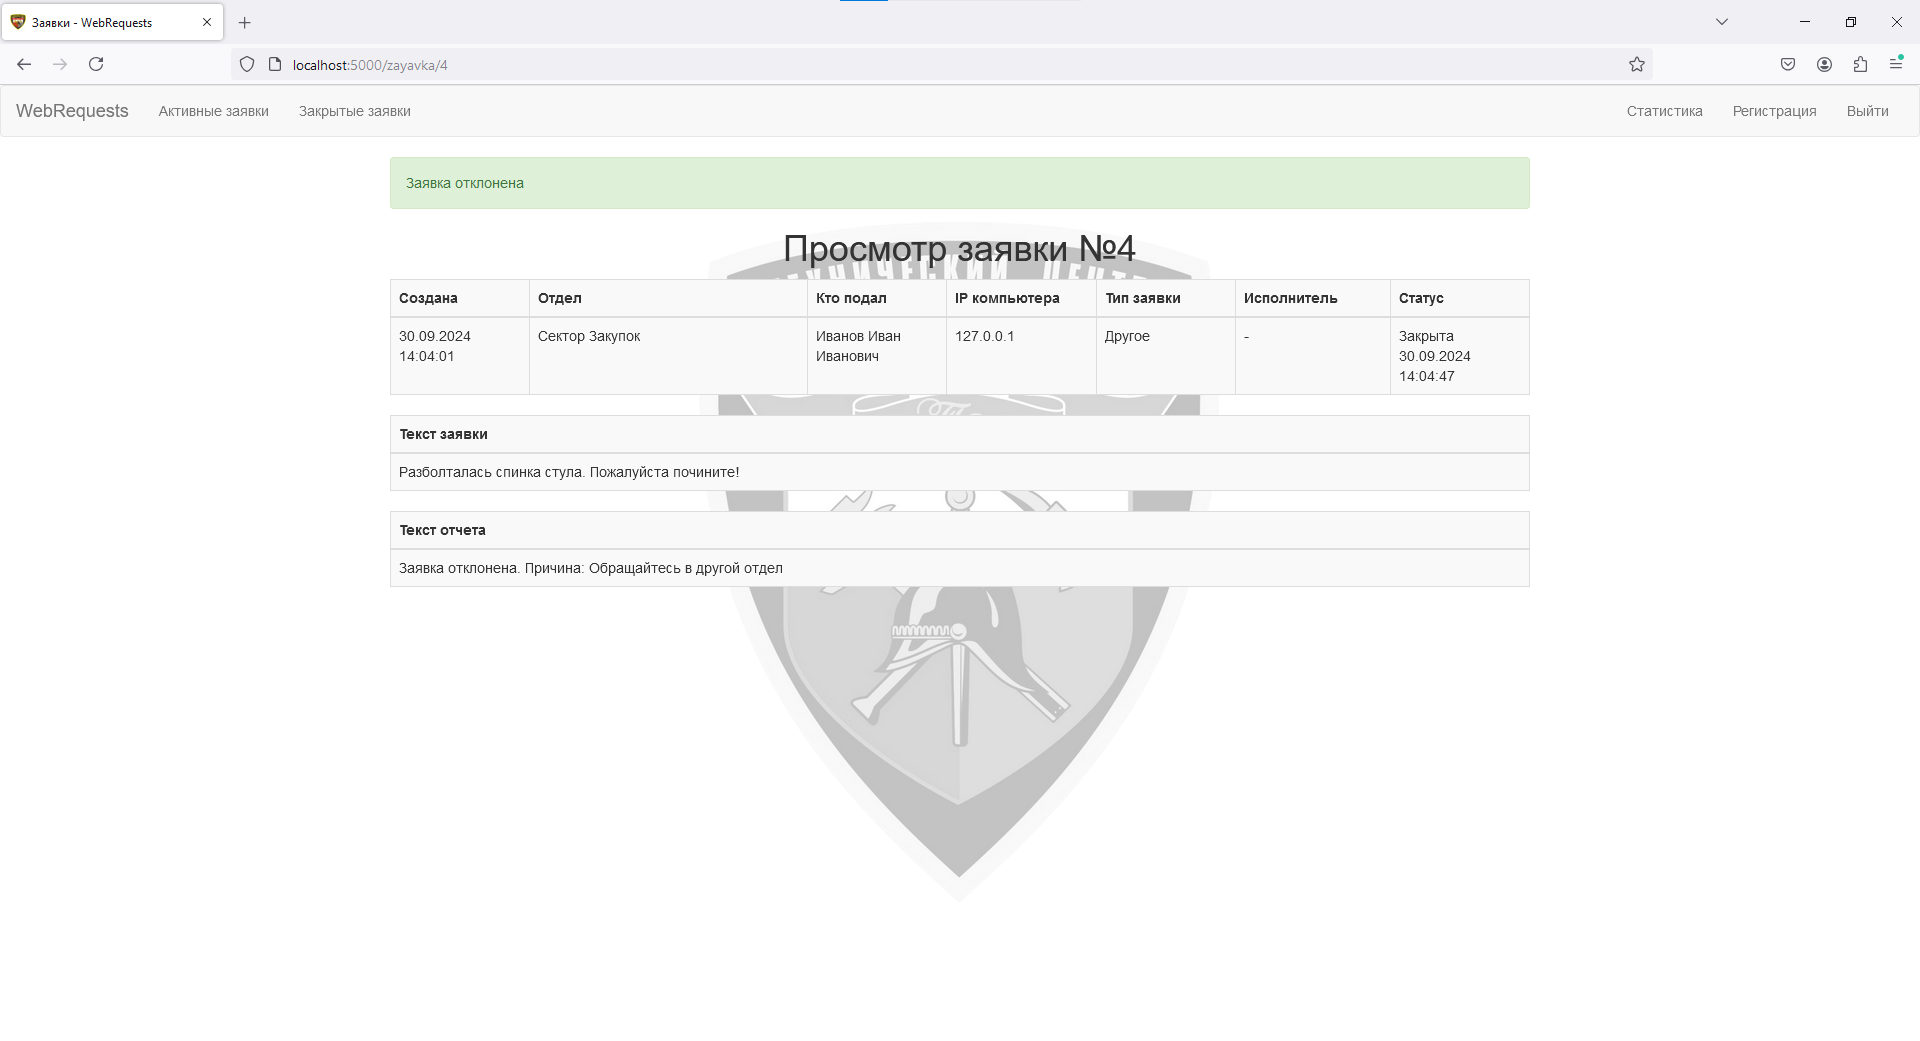 Заявки - WebRequests
localhost:5000/zayavka/4
WebRequests Активные заявки Закрытые заявки Статистика Регистрация Выйти
Заявка отклонена
Просмотр заявки №4
Создана Отдел Кто подал IP компьютера Тип заявки Исполнитель Статус
30.09.2024 Сектор Закупок Иванов Иван 127.0.0.1 Другое - Закрыта
14:04:01 Иванович 30.09.2024
14:04:47
Текст заявки
Разболталась спинка стула. Пожалуйста почините!
Текст отчета
Заявка отклонена. Причина: Обращайтесь в другой отдел